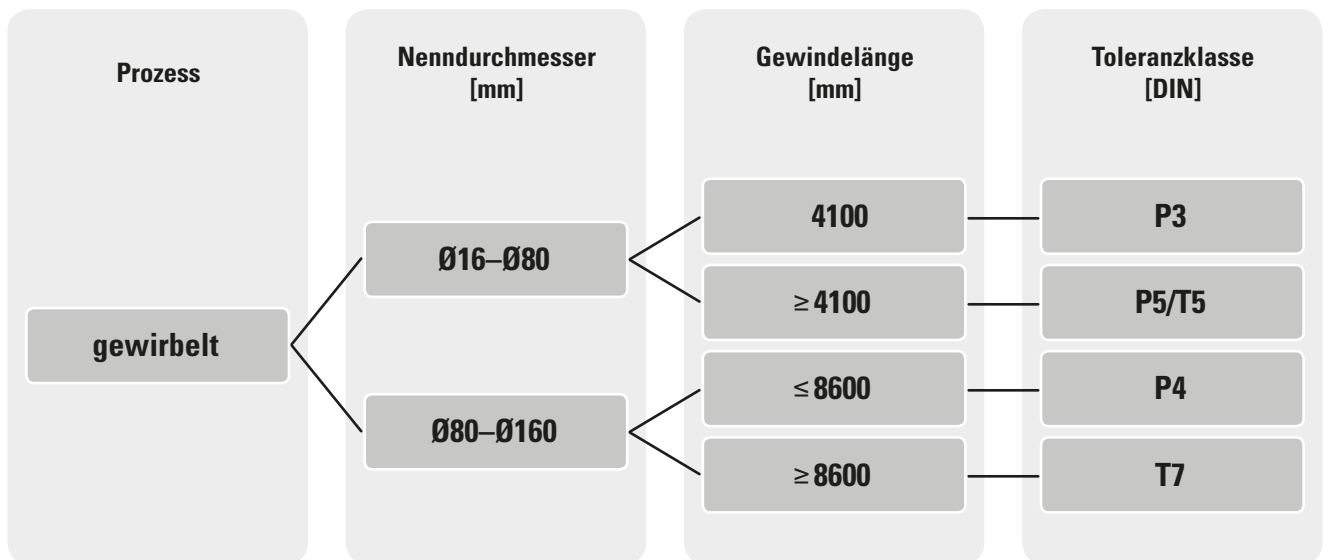 Prozess
Nenndurchmesser
[mm]
Gewindelänge
[mm]
Toleranzklasse
[DIN]
gewirbelt
Ø16–Ø80
Ø80–Ø160
4100
≥ 4100
≤ 8600
≥ 8600
P3
P5/T5
P4
T7